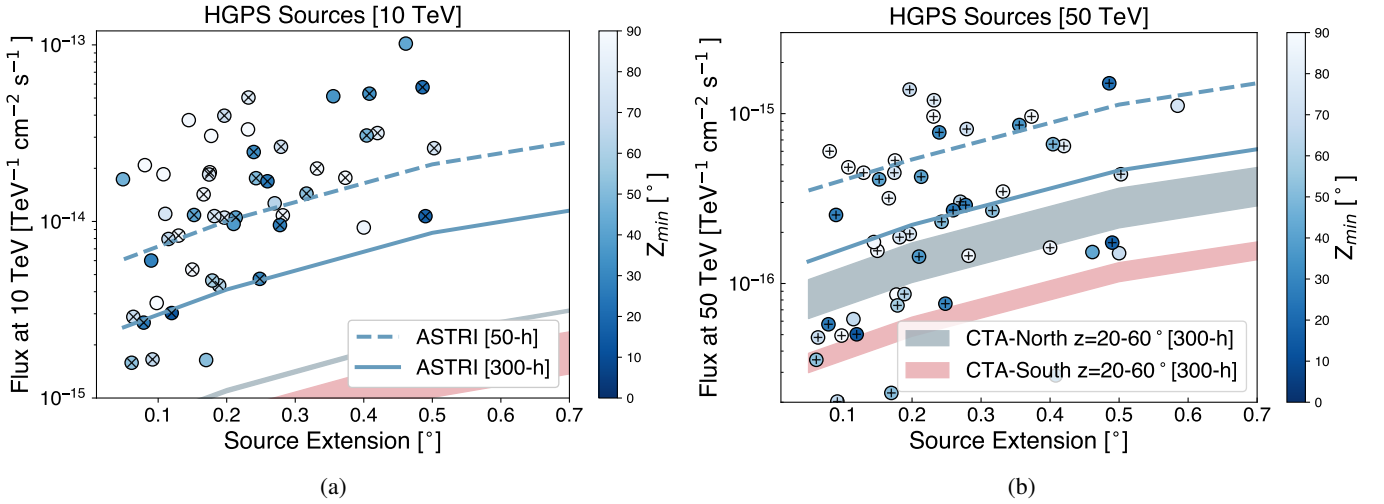 HGPS Sources [10 TeV]
Flux at 10 TeV [TeV⁻¹ cm⁻² s⁻¹]
10⁻¹³
10⁻¹⁴
10⁻¹⁵
ASTRI [50-h]
ASTRI [300-h]
0.1 0.2 0.3 0.4 0.5 0.6 0.7
Source Extension [°]
90
80
70
60
50
40
30
20
10
0
Z_min [°]
(a)
HGPS Sources [50 TeV]
Flux at 50 TeV [TeV⁻¹ cm⁻² s⁻¹]
10⁻¹⁵
10⁻¹⁶
CTA-North z=20-60° [300-h]
CTA-South z=20-60° [300-h]
0.1 0.2 0.3 0.4 0.5 0.6 0.7
Source Extension [°]
90
80
70
60
50
40
30
20
10
0
Z_min [°]
(b)